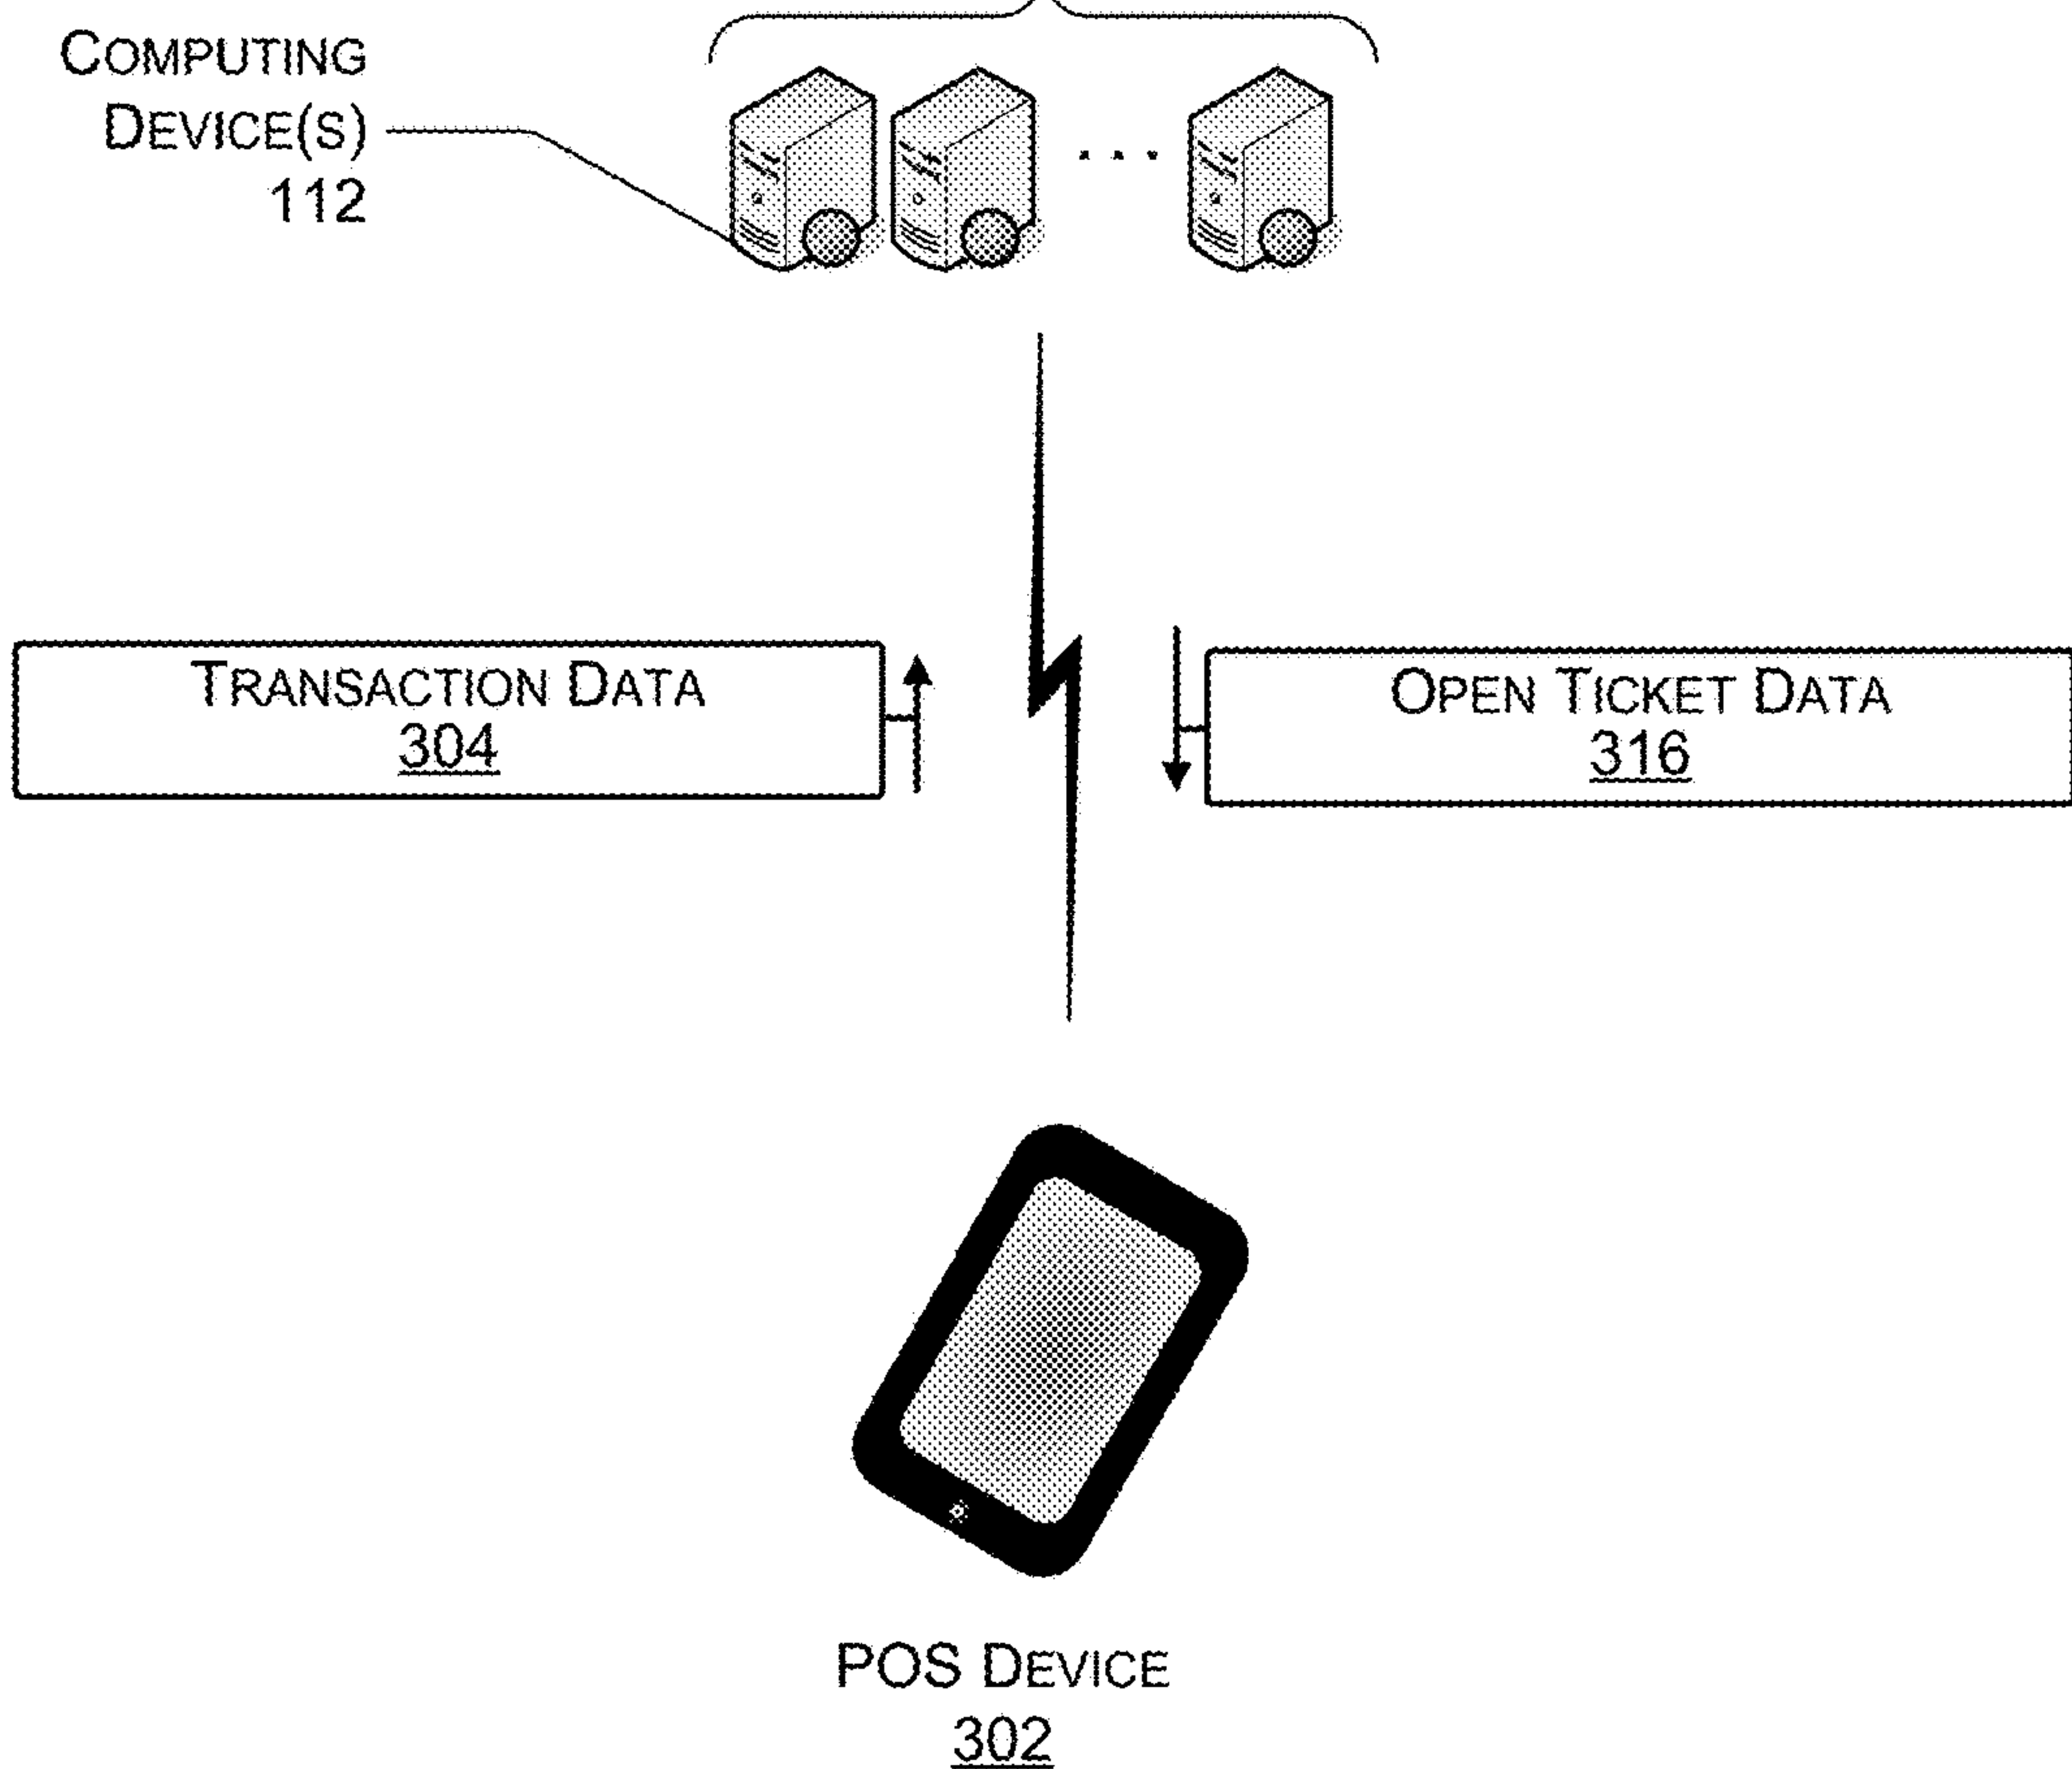 COMPUTING
DEVICE(S)
112
TRANSACTION DATA
304
OPEN TICKET DATA
316
POS DEVICE
302